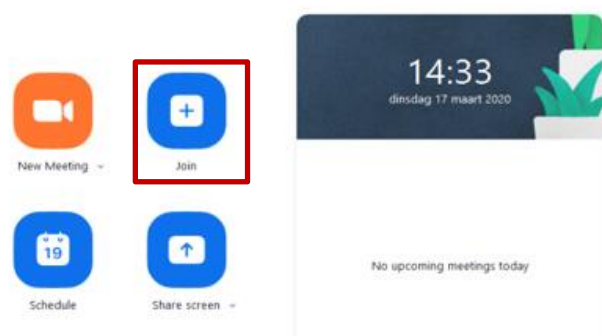 New Meeting
Join
19
Schedule
Share screen
14:33
dinsdag 17 maart 2020
No upcoming meetings today